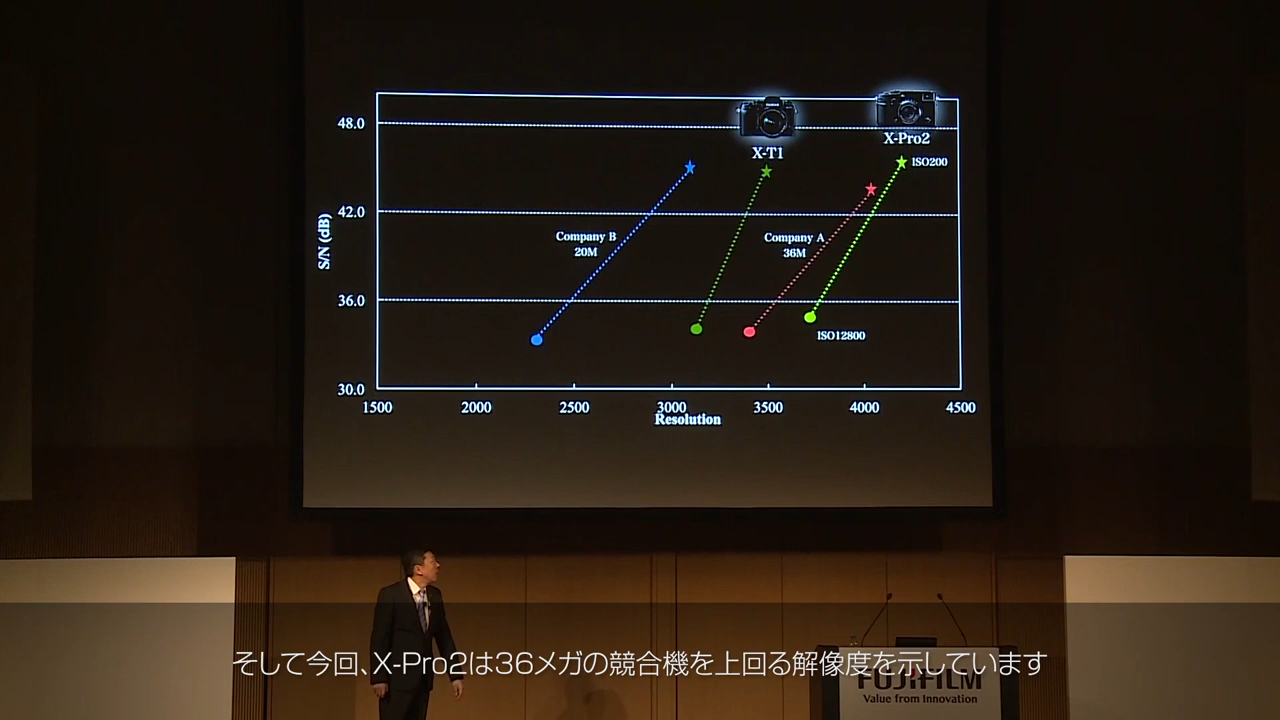 48.0
42.0
36.0
30.0
S/N (dB)
1500
2000
2500
3000
3500
4000
4500
Resolution
X-T1
X-Pro2
ISO200
Company B
20M
Company A
36M
ISO12800
そして今回、X-Pro2は36メガの競合機を上回る解像度を示しています
FUJIFILM
Value from Innovation